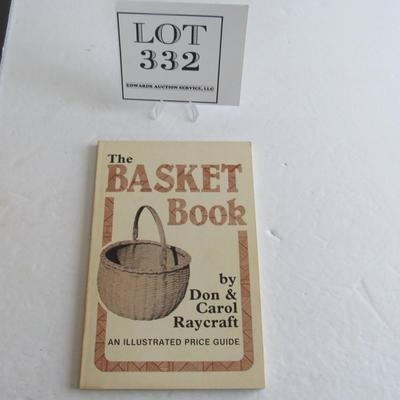 LOT
332
EDWARDS AUCTION SERVICE, LLC
The
BASKET
Book
by
Don &
Carol
Raycraft
AN ILLUSTRATED PRICE GUIDE